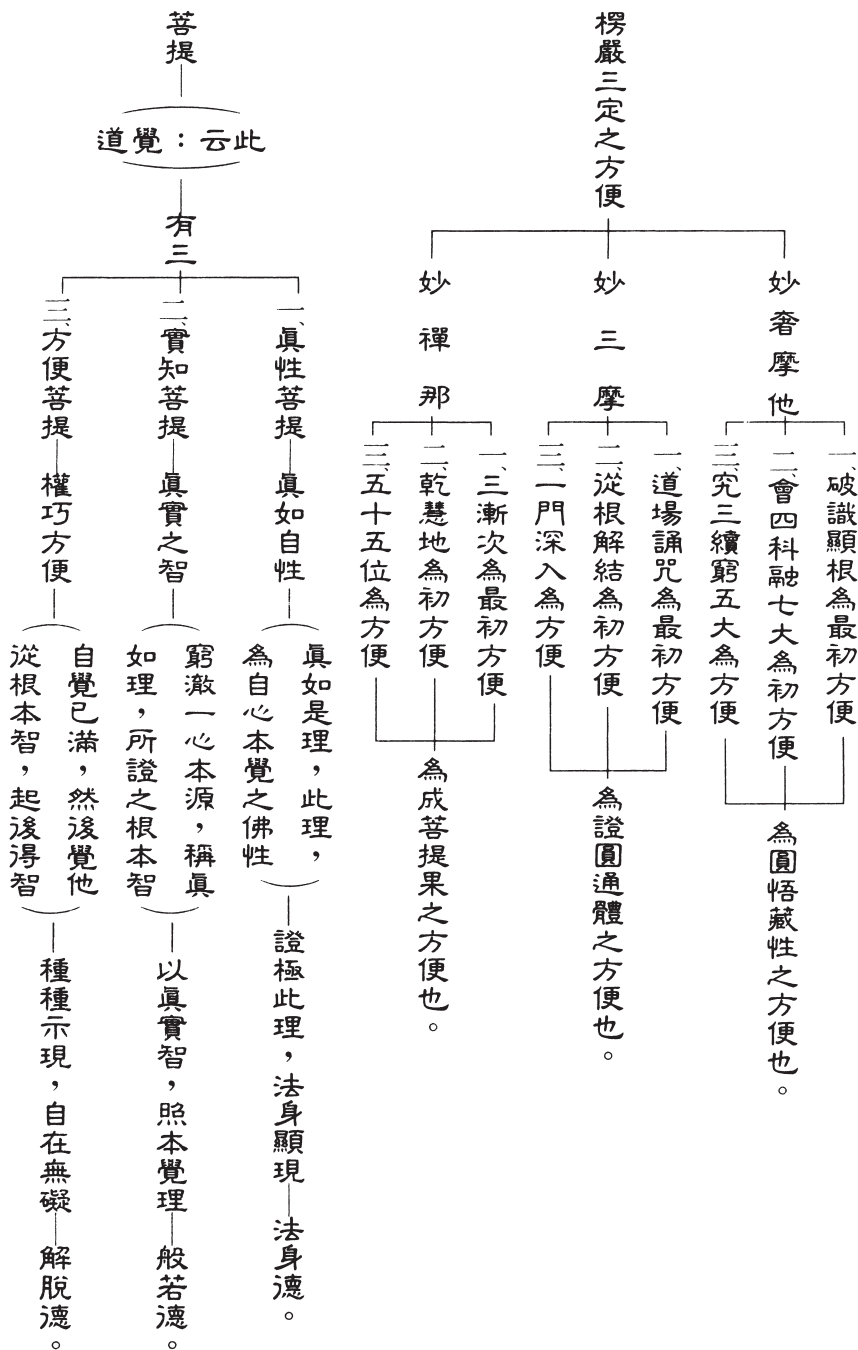 楞嚴三定之方便
妙奢摩他
一、破識顯根為最初方便
二、會四科融七大為初方便
三、究三續窮五大為方便
為圓悟藏性之方便也。
妙三摩
一、道場誦咒為最初方便
二、從根解結為初方便
三、一門深入為方便
為證圓通體之方便也。
妙禪那
一、三漸次為最初方便
二、乾慧地為初方便
三、五十五位為方便
為成菩提果之方便也。
菩提
此云：覺道
有三
一、眞性菩提
眞如自性
眞如是理，此理，
為自心本覺之佛性
證極此理，法身顯現
法身德。
二、實知菩提
眞實之智
窮澈一心本源，稱眞
如理，所證之根本智
以眞實智，照本覺理
般若德。
三、方便菩提
權巧方便
自覺已滿，然後覺他
從根本智，起後得智
種種示現，自在無礙
解脫德。